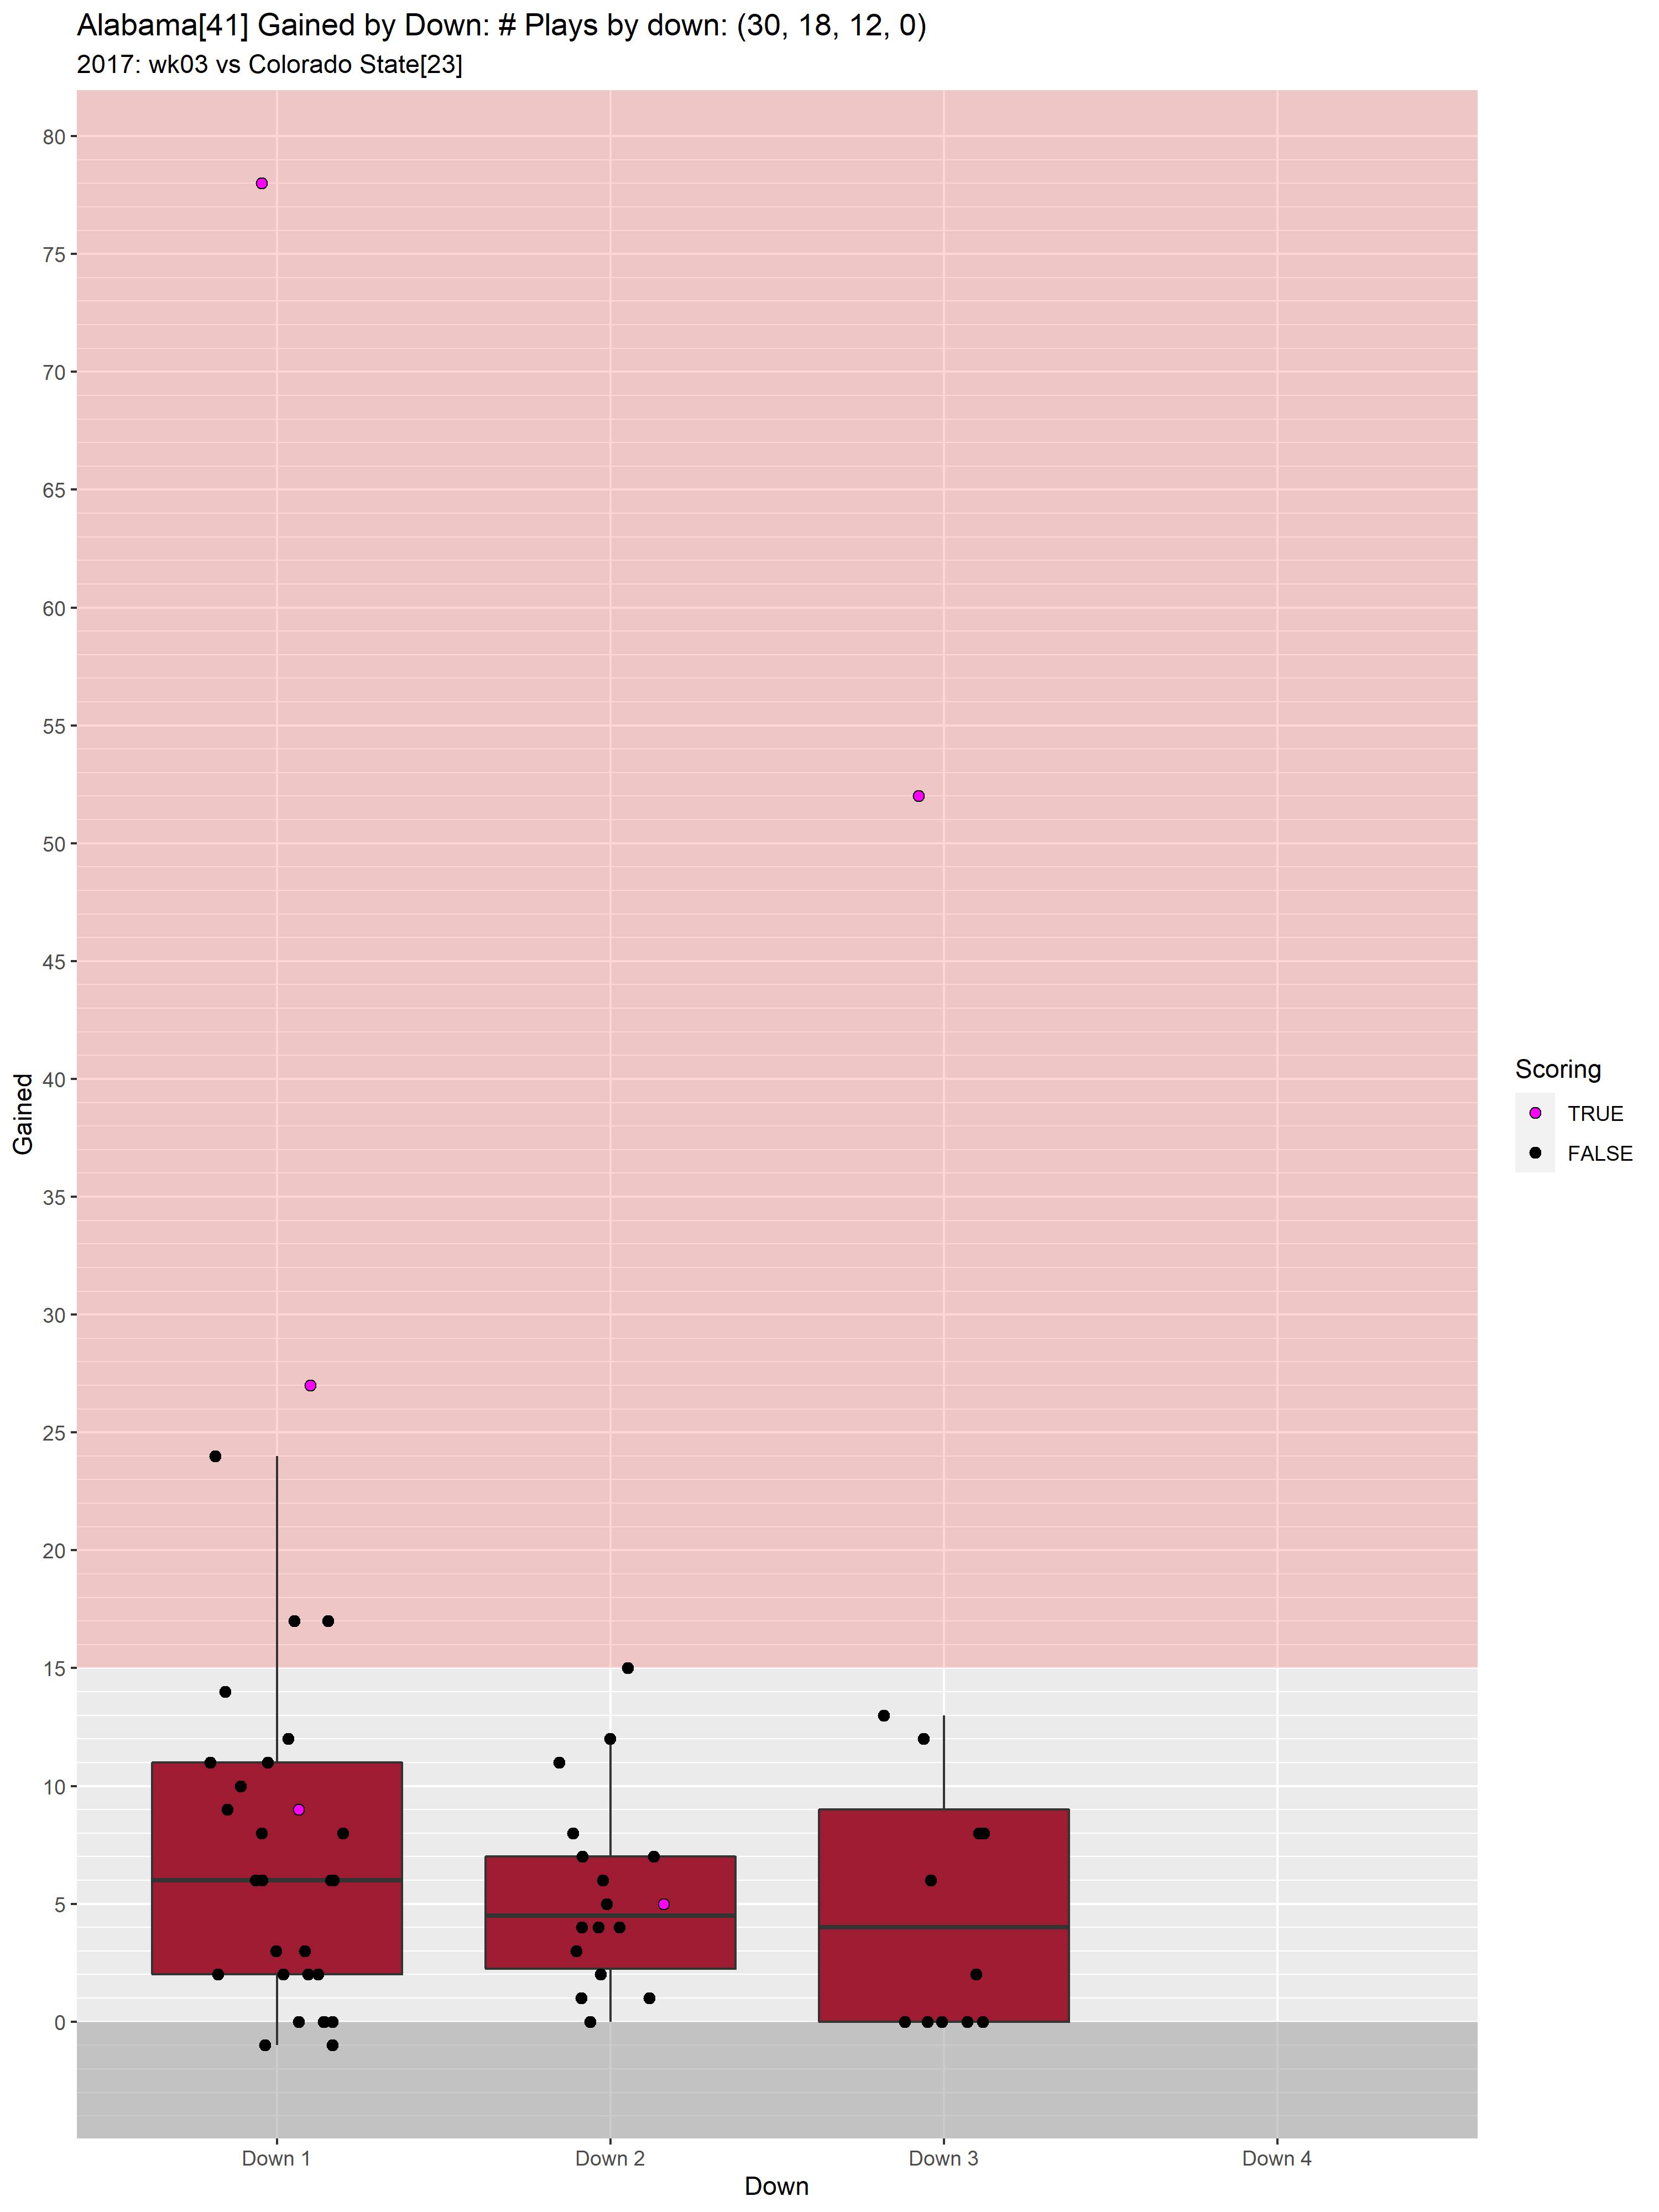 Alabama[41] Gained by Down: # Plays by down: (30, 18, 12, 0)
2017: wk03 vs Colorado State[23]
80
75
70
65
60
55
50
45
40
35
30
25
20
15
10
5
0
Gained
Down 1
Down 2
Down 3
Down 4
Down
Scoring
TRUE
FALSE